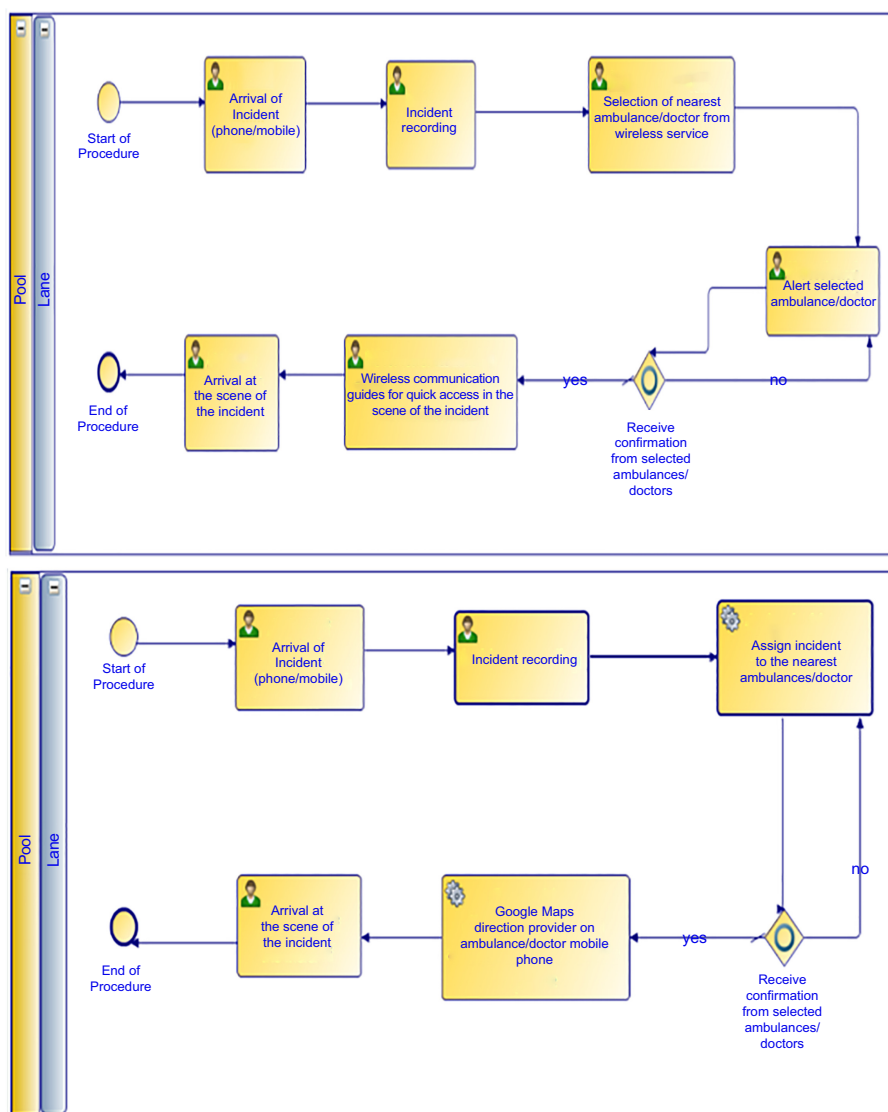 Pool
Lane
Start of
Procedure
Arrival of
Incident
(phone/mobile)
Incident
recording
Selection of nearest
ambulance/doctor from
wireless service
Alert selected
ambulance/doctor
no
yes
Receive
confirmation
from selected
ambulances/
doctors
Wireless communication
guides for quick access in the
scene of the incident
Arrival at
the scene of
the incident
End of
Procedure
Pool
Lane
Start of
Procedure
Arrival of
Incident
(phone/mobile)
Incident recording
Assign incident
to the nearest
ambulances/doctor
no
yes
Receive
confirmation
from selected
ambulances/
doctors
Google Maps
direction provider on
ambulance/doctor mobile
phone
Arrival at
the scene of
the incident
End of
Procedure